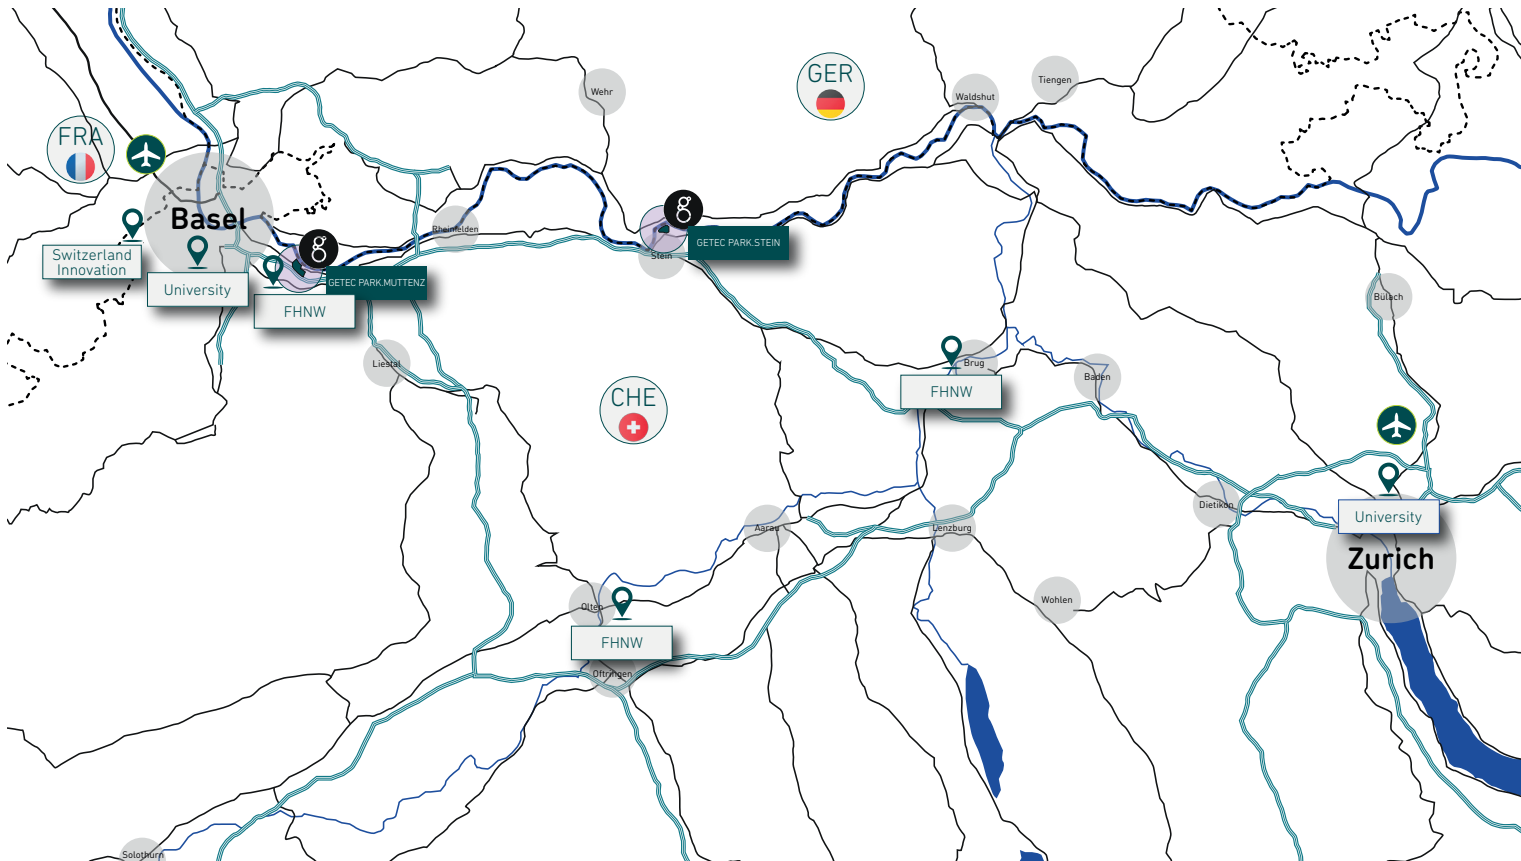 GER
Tiengen
Wehr
Waldshut
FRA
Basel
Rheinfelden
GETEC PARK.STEIN
Stein
Switzerland
Innovation
University
GETEC PARK.MUTTENZ
FHNW
Bülach
Liestal
Brug
Baden
FHNW
CHE
Dietikon
University
Aarau
Lenzburg
Zurich
Olten
Wohlen
FHNW
Oftringen
Solothurn